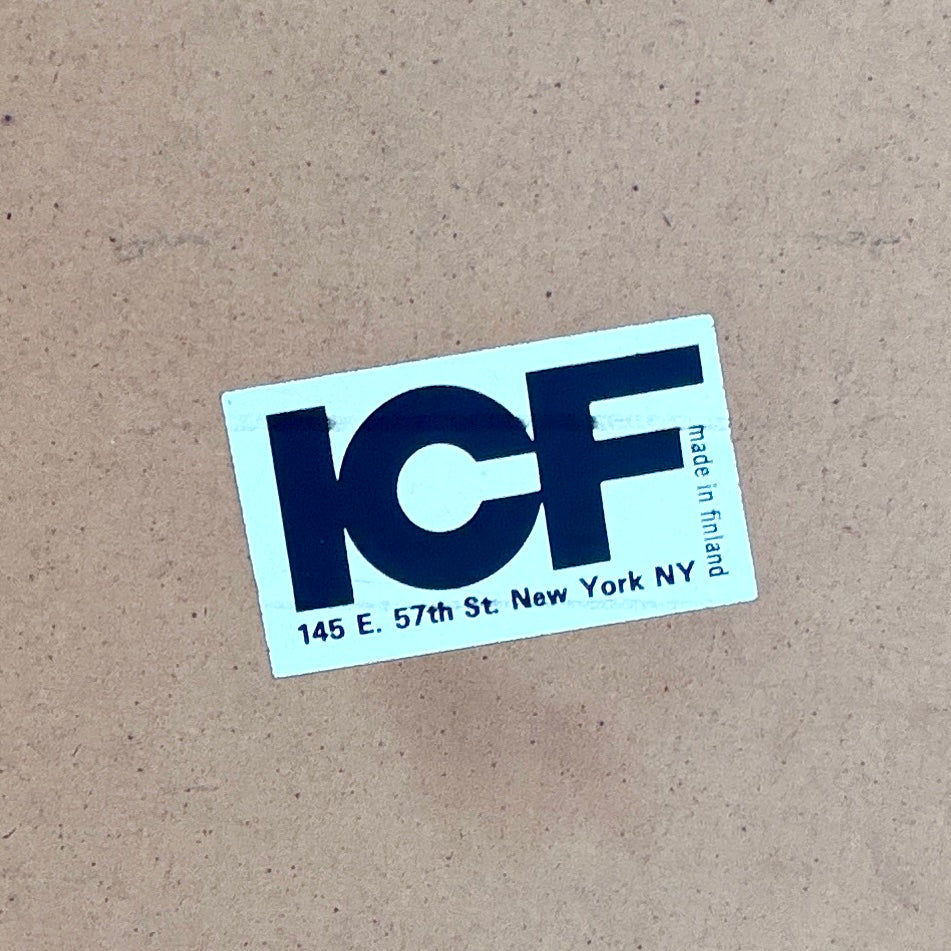 ICF
made in finland
145 E. 57th St. New York NY